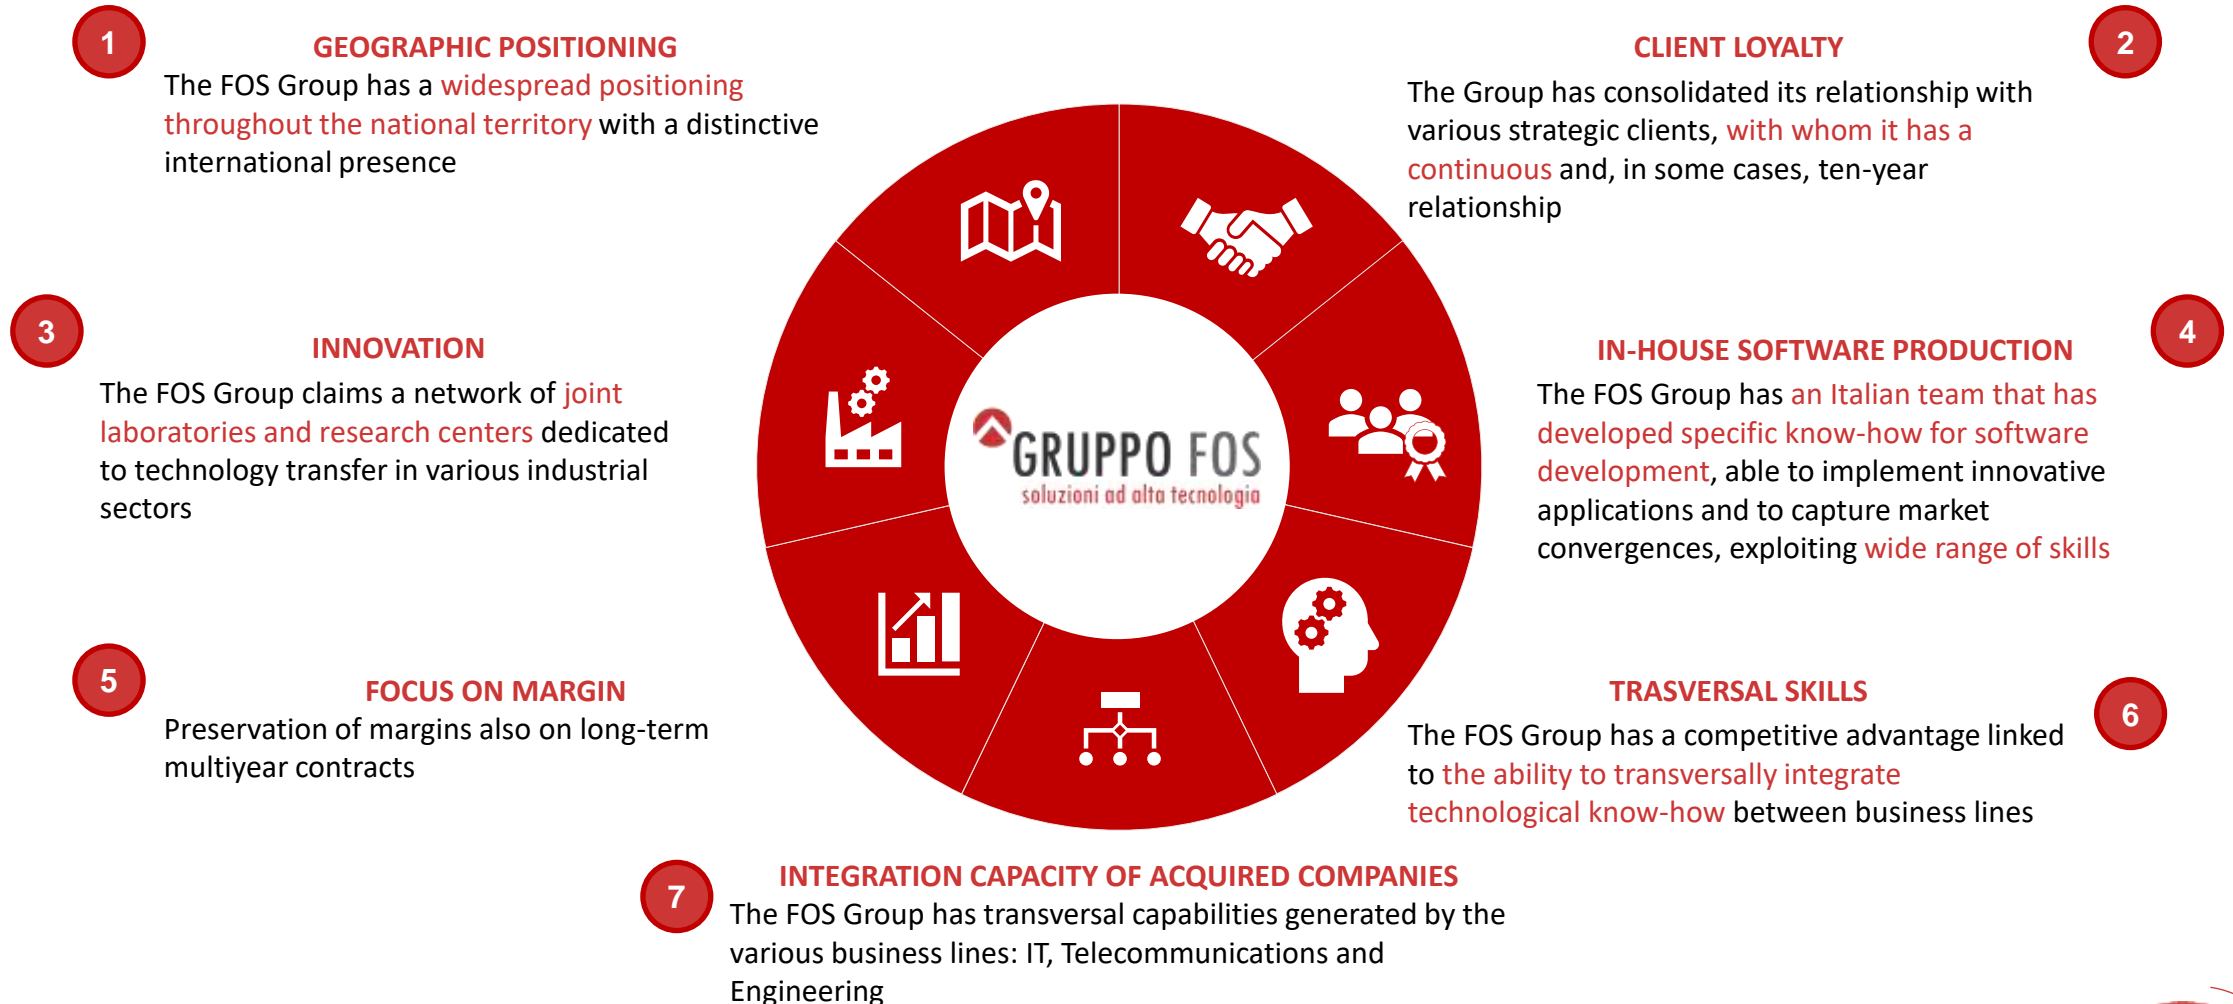 1
GEOGRAPHIC POSITIONING
The FOS Group has a widespread positioning
throughout the national territory with a distinctive
international presence
2
CLIENT LOYALTY
The Group has consolidated its relationship with
various strategic clients, with whom it has a
continuous and, in some cases, ten-year
relationship
3
INNOVATION
The FOS Group claims a network of joint
laboratories and research centers dedicated
to technology transfer in various industrial
sectors
GRUPPO FOS
soluzioni ad alta tecnologia
4
IN-HOUSE SOFTWARE PRODUCTION
The FOS Group has an Italian team that has
developed specific know-how for software
development, able to implement innovative
applications and to capture market
convergences, exploiting wide range of skills
5
FOCUS ON MARGIN
Preservation of margins also on long-term
multiyear contracts
6
TRASVERSAL SKILLS
The FOS Group has a competitive advantage linked
to the ability to transversally integrate
technological know-how between business lines
7
INTEGRATION CAPACITY OF ACQUIRED COMPANIES
The FOS Group has transversal capabilities generated by the
various business lines: IT, Telecommunications and
Engineering